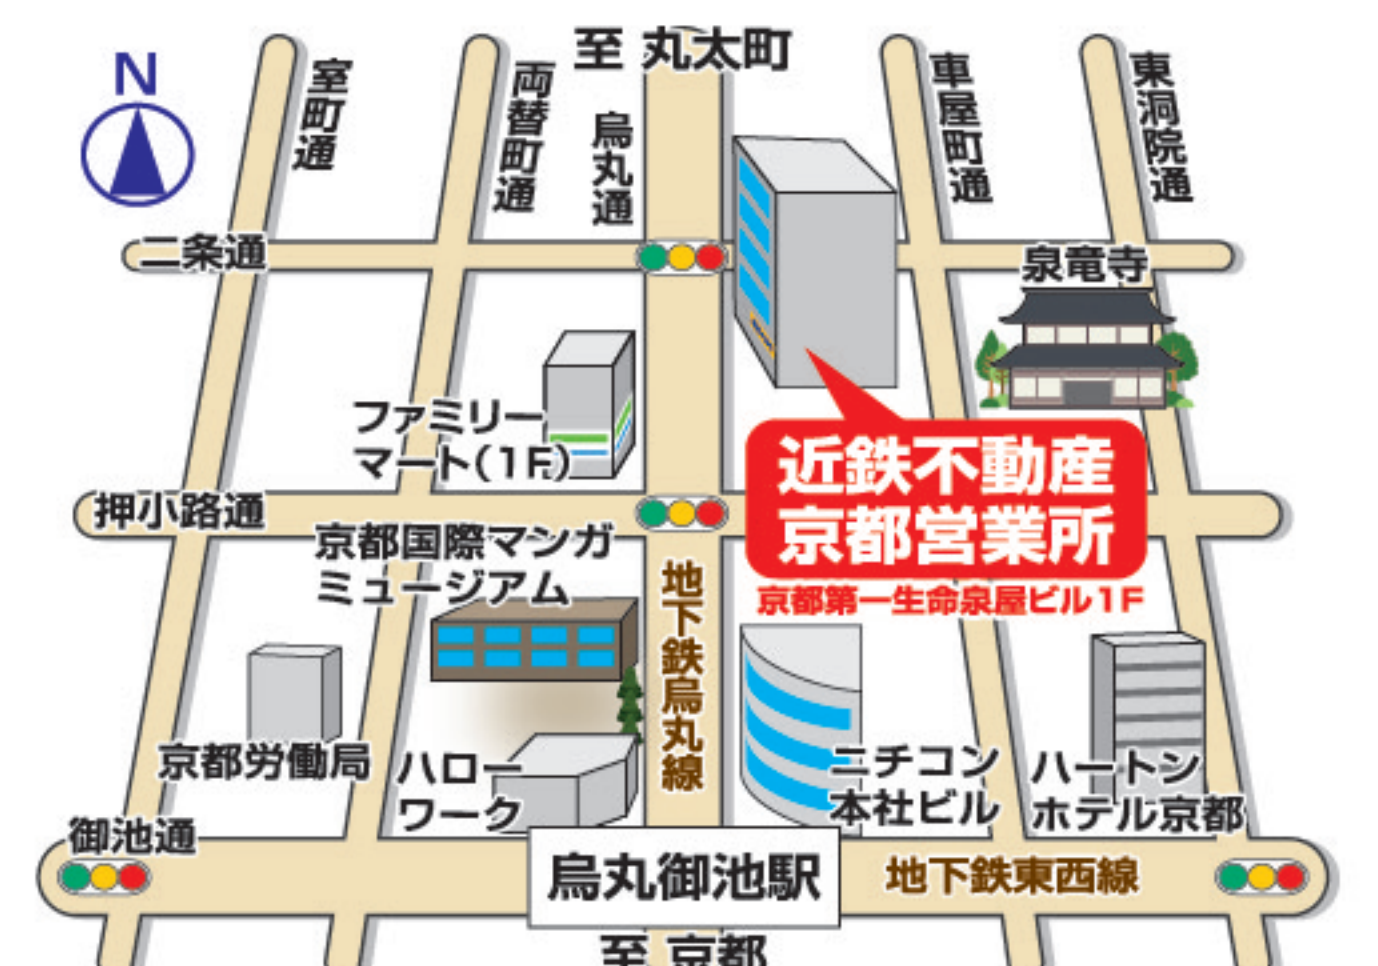 至 丸太町
N
室町通
両替町通
烏丸通
車屋町通
東洞院通
二条通
泉竜寺
ファミリー
マート(1F)
近鉄不動産
京都営業所
京都第一生命泉屋ビル1F
押小路通
京都国際マンガ
ミュージアム
地下鉄烏丸線
京都労働局
ハロー
ワーク
ニチコン
本社ビル
ハートン
ホテル京都
御池通
烏丸御池駅
地下鉄東西線
至 京都